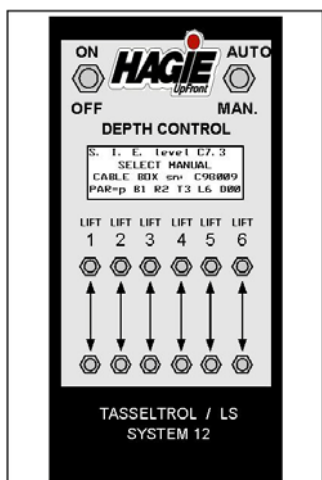 ON HAGIE AUTO
UpFront
OFF MAN.
DEPTH CONTROL
S. I. E. level C7.3
SELECT MANUAL
CABLE BOX sn# C98009
PAR=p B1 R2 T3 L6 D00
LIFT LIFT LIFT LIFT LIFT LIFT
1 2 3 4 5 6
TASSELTROL / LS
SYSTEM 12